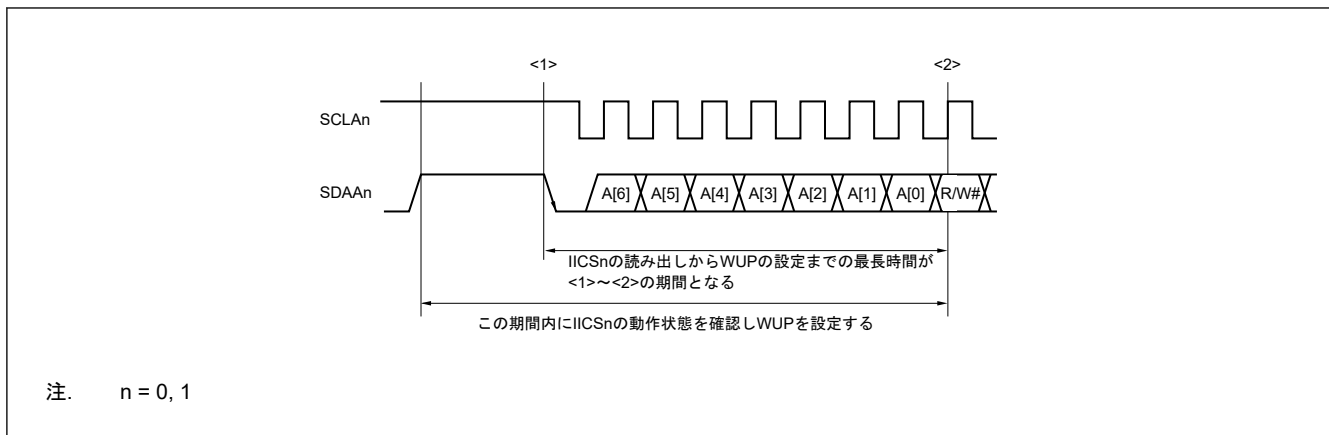 <1> <2>
SCLAn
SDAAn A[6] A[5] A[4] A[3] A[2] A[1] A[0] R/W#
IICSnの読み出しからWUPの設定までの最長時間が
<1>～<2>の期間となる
この期間内にIICSnの動作状態を確認しWUPを設定する
注. n = 0, 1